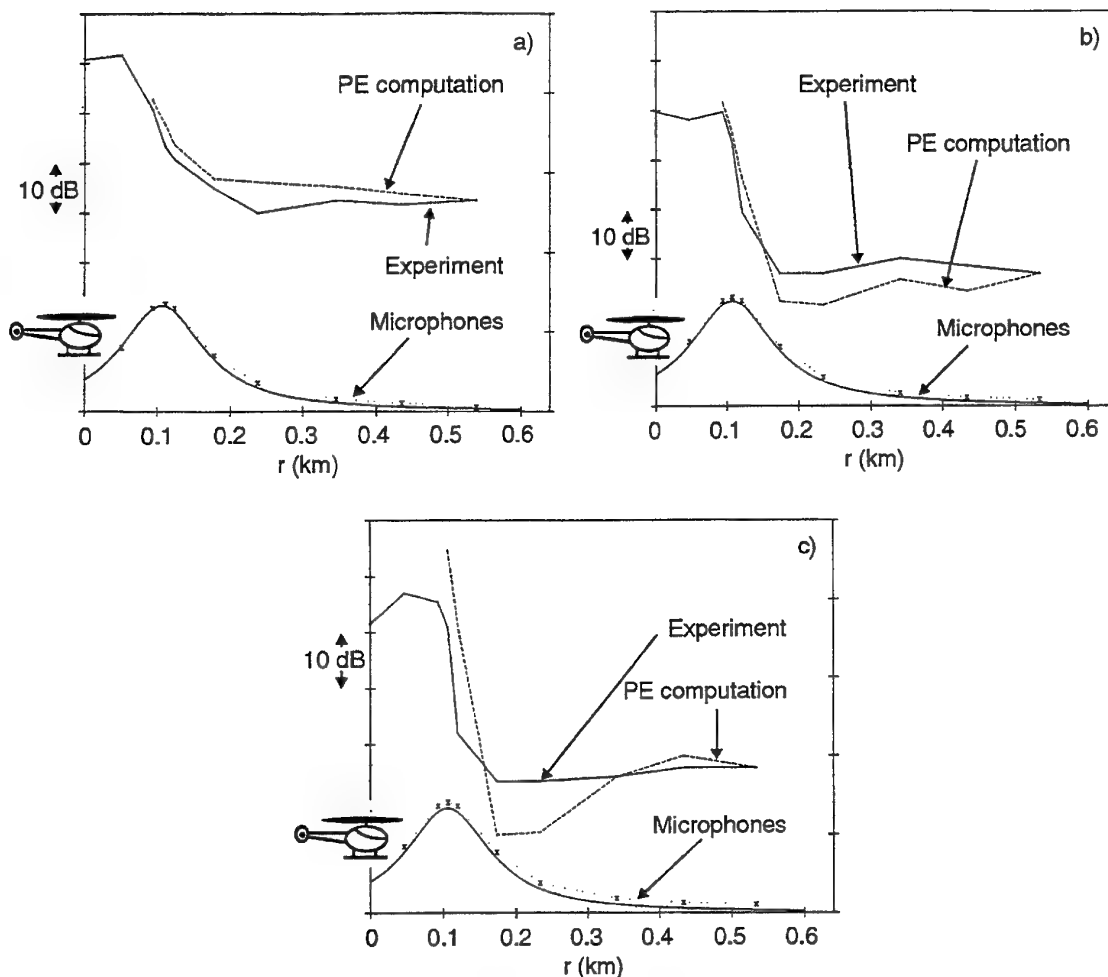 a)
PE computation
10 dB
Experiment
Microphones
0 0.1 0.2 0.3 0.4 0.5 0.6
r (km)
b)
Experiment
PE computation
10 dB
Microphones
0 0.1 0.2 0.3 0.4 0.5 0.6
r (km)
c)
Experiment
10 dB
PE computation
Microphones
0 0.1 0.2 0.3 0.4 0.5 0.6
r (km)